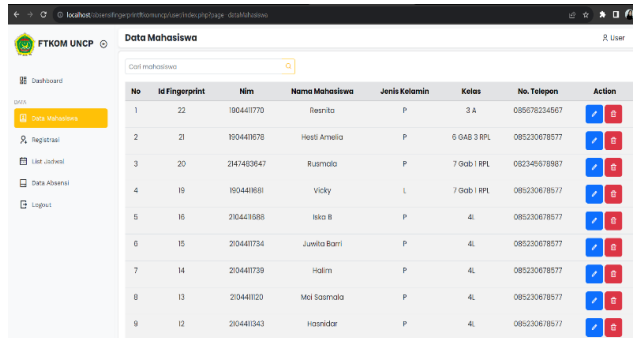 localhost/absensifingerprintftkomuncp/user/index.php?page=dataMahasiswa
FTKOM UNCP
Data Mahasiswa
User
Cari mahasiswa
Dashboard
DATA
Data Mahasiswa
Registrasi
List Jadwal
Data Absensi
Logout
No Id Fingerprint Nim Nama Mahasiswa Jenis Kelamin Kelas No. Telepon Action
1 22 1904411770 Resnita P 3 A 085678234567
2 21 1904411678 Hesti Amelia P 6 GAB 3 RPL 085230678577
3 20 2147483647 Rusmala P 7 Gab 1 RPL 082345678987
4 19 1904411681 Vicky L 7 Gab 1 RPL 085230678577
5 16 2104411688 Iska B P 4L 085230678577
6 15 2104411734 Juwita Barri P 4L 085230678577
7 14 2104411739 Halim P 4L 085230678577
8 13 2104411120 Mei Sasmala P 4L 085230678577
9 12 2104411343 Hasnidar P 4L 085230678577